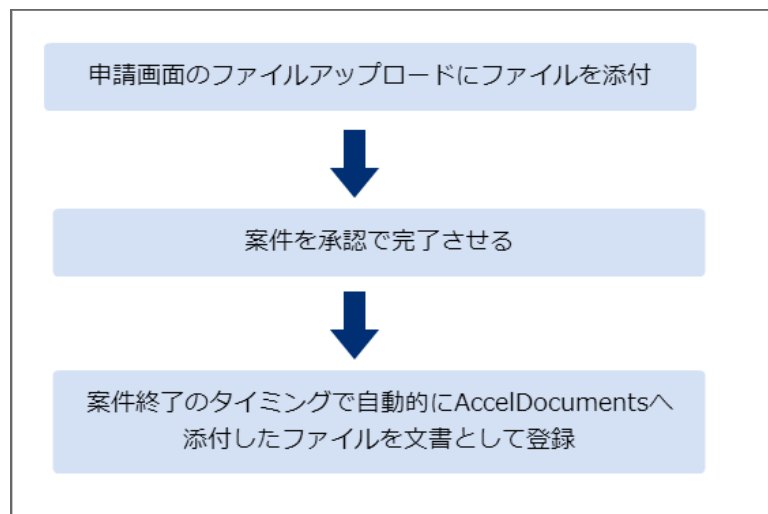 申請画面のファイルアップロードにファイルを添付
案件を承認で完了させる
案件終了のタイミングで自動的にAccelDocumentsへ
添付したファイルを文書として登録